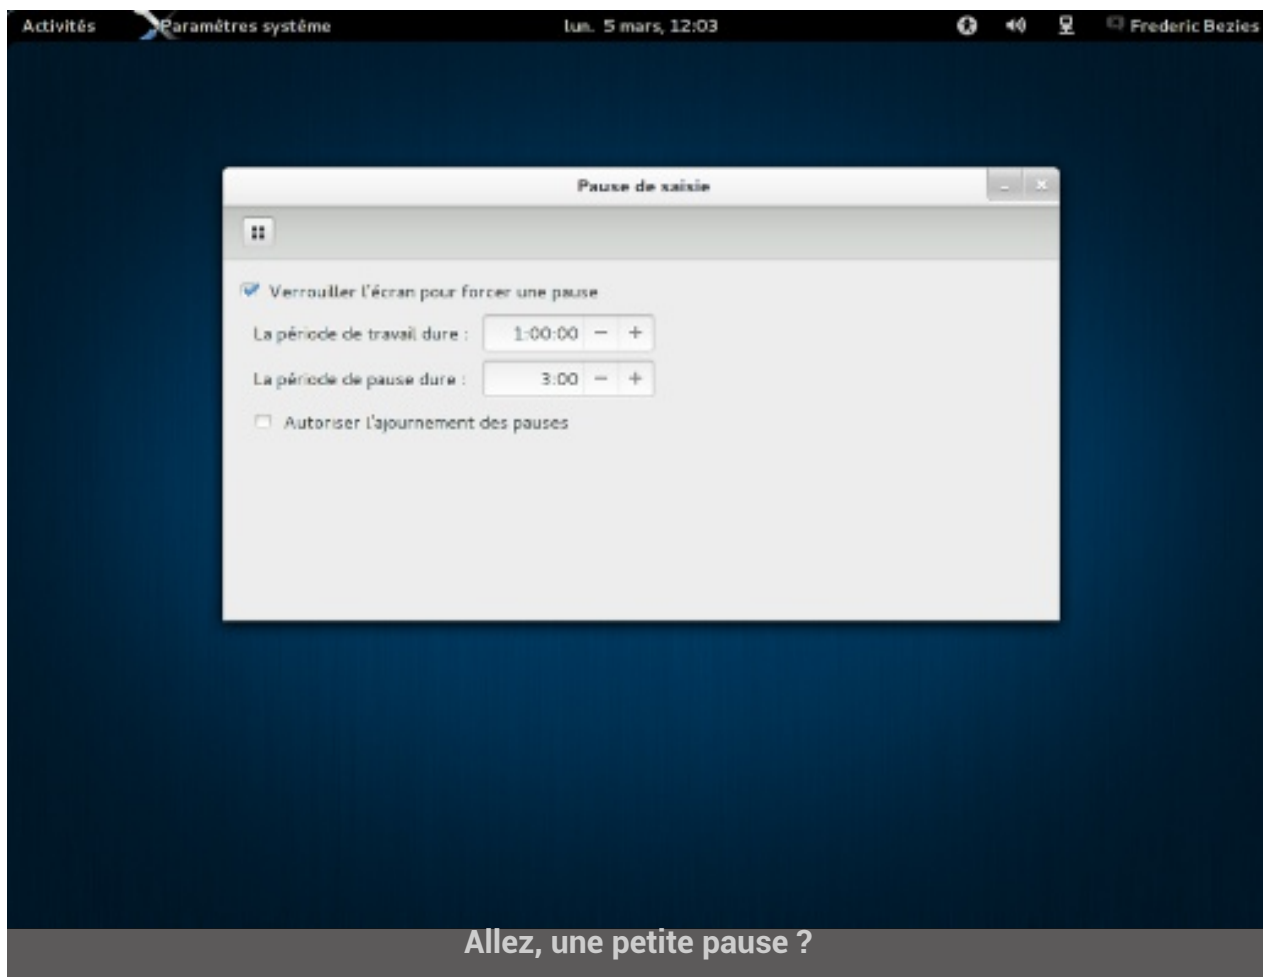 Activités Paramètres système lun. 5 mars, 12:03 Frederic Bezies
Pause de saisie
Verrouiller l'écran pour forcer une pause
La période de travail dure : 1:00:00 − +
La période de pause dure : 3:00 − +
Autoriser l'ajournement des pauses
Allez, une petite pause ?